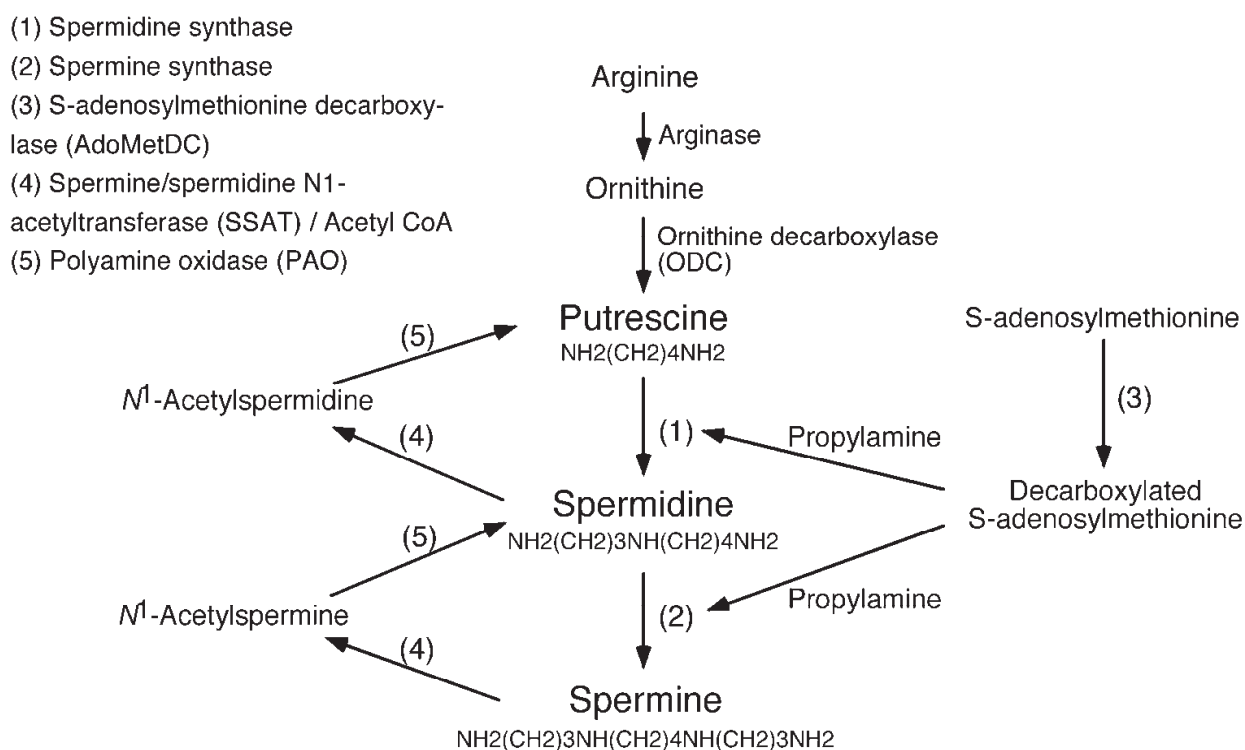 (1) Spermidine synthase
(2) Spermine synthase
(3) S-adenosylmethionine decarboxy-
lase (AdoMetDC)
(4) Spermine/spermidine N1-
acetyltransferase (SSAT) / Acetyl CoA
(5) Polyamine oxidase (PAO)
Arginine
Arginase
Ornithine
Ornithine decarboxylase
(ODC)
Putrescine
NH2(CH2)4NH2
S-adenosylmethionine
(5)
N1-Acetylspermidine
(3)
(4)
(1)
Propylamine
Spermidine
NH2(CH2)3NH(CH2)4NH2
Decarboxylated
S-adenosylmethionine
(5)
N1-Acetylspermine
(2)
Propylamine
(4)
Spermine
NH2(CH2)3NH(CH2)4NH(CH2)3NH2